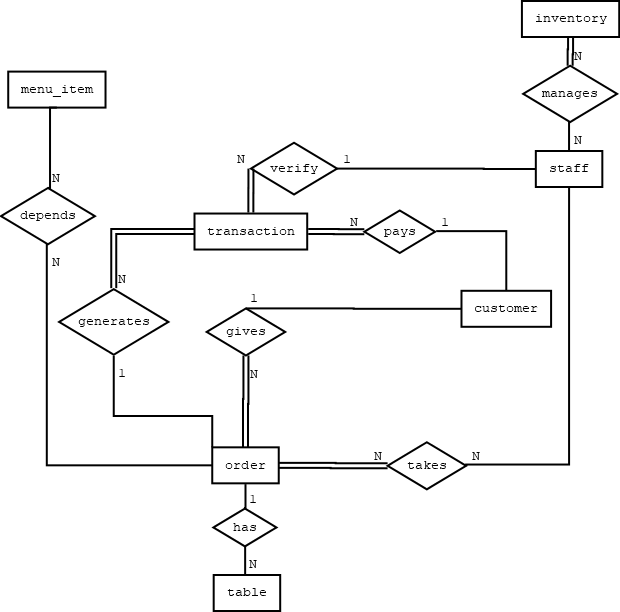 inventory
N
menu_item
manages
N
N
1
verify
staff
N
depends
N
1
transaction
pays
N
N
1
customer
generates
gives
1
N
N
N
order
takes
1
has
N
table